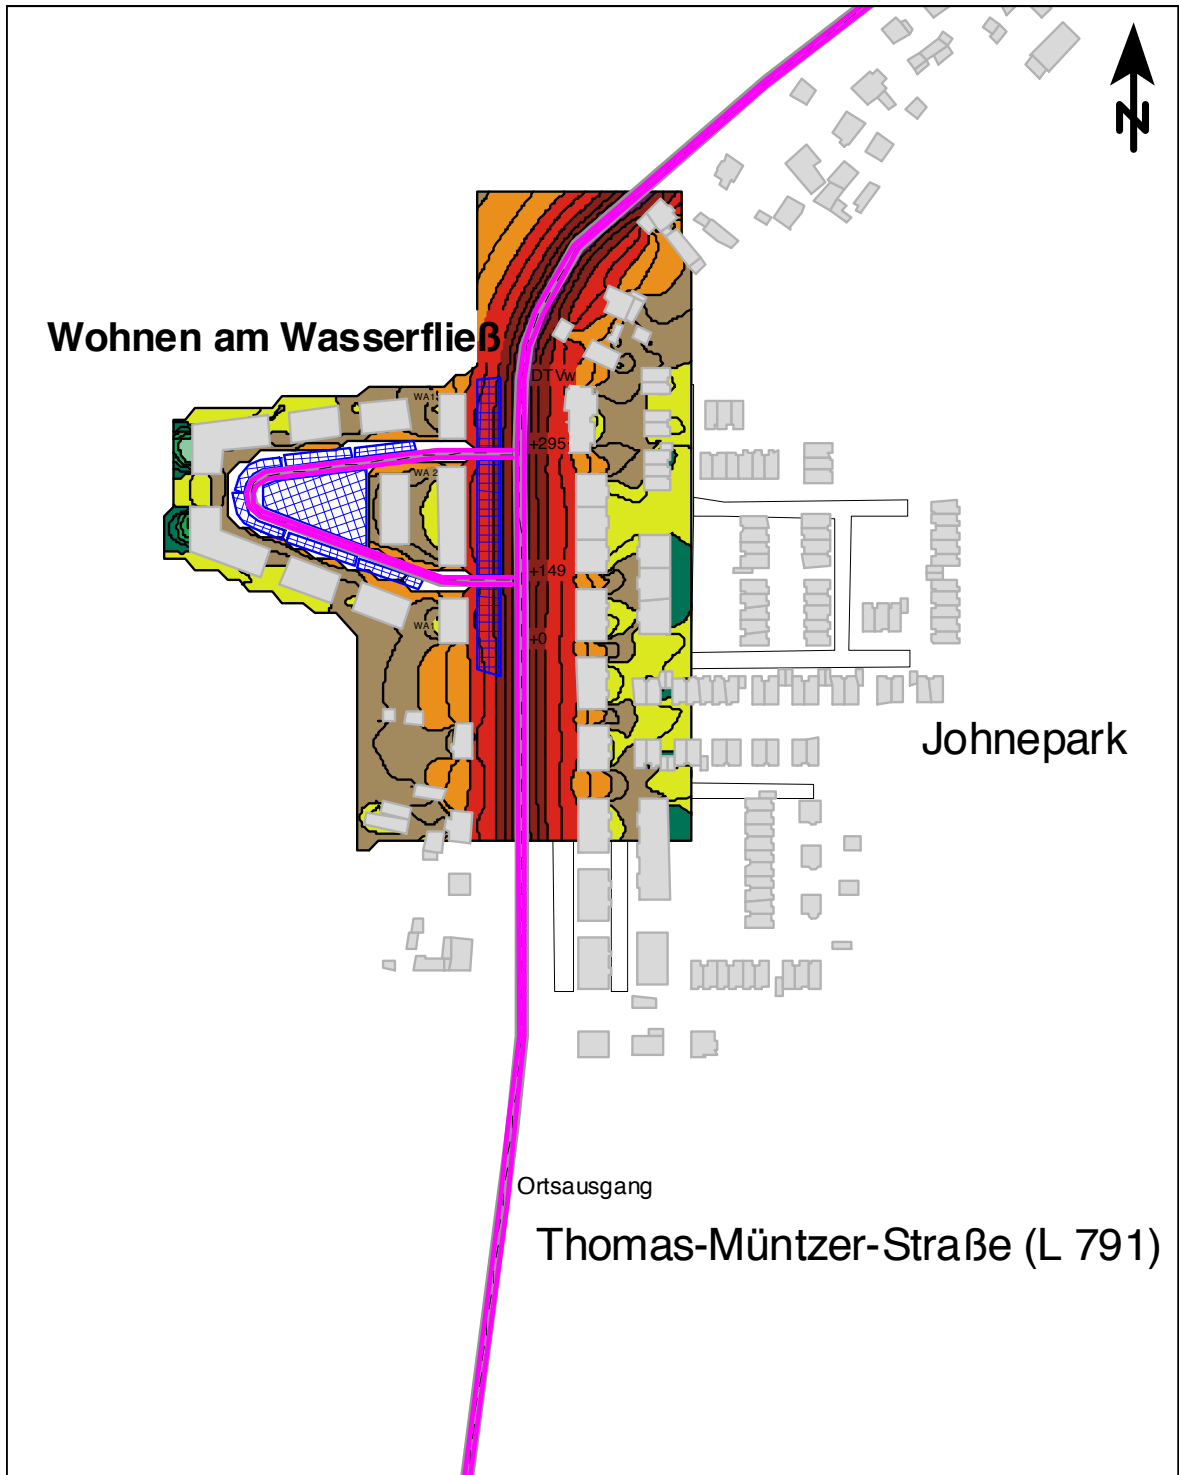 N
Wohnen am Wasserfließ
DTVw
WA1
+295
WA 2
+149
WA1
+0
Johnepark
Ortsausgang
Thomas-Müntzer-Straße (L 791)